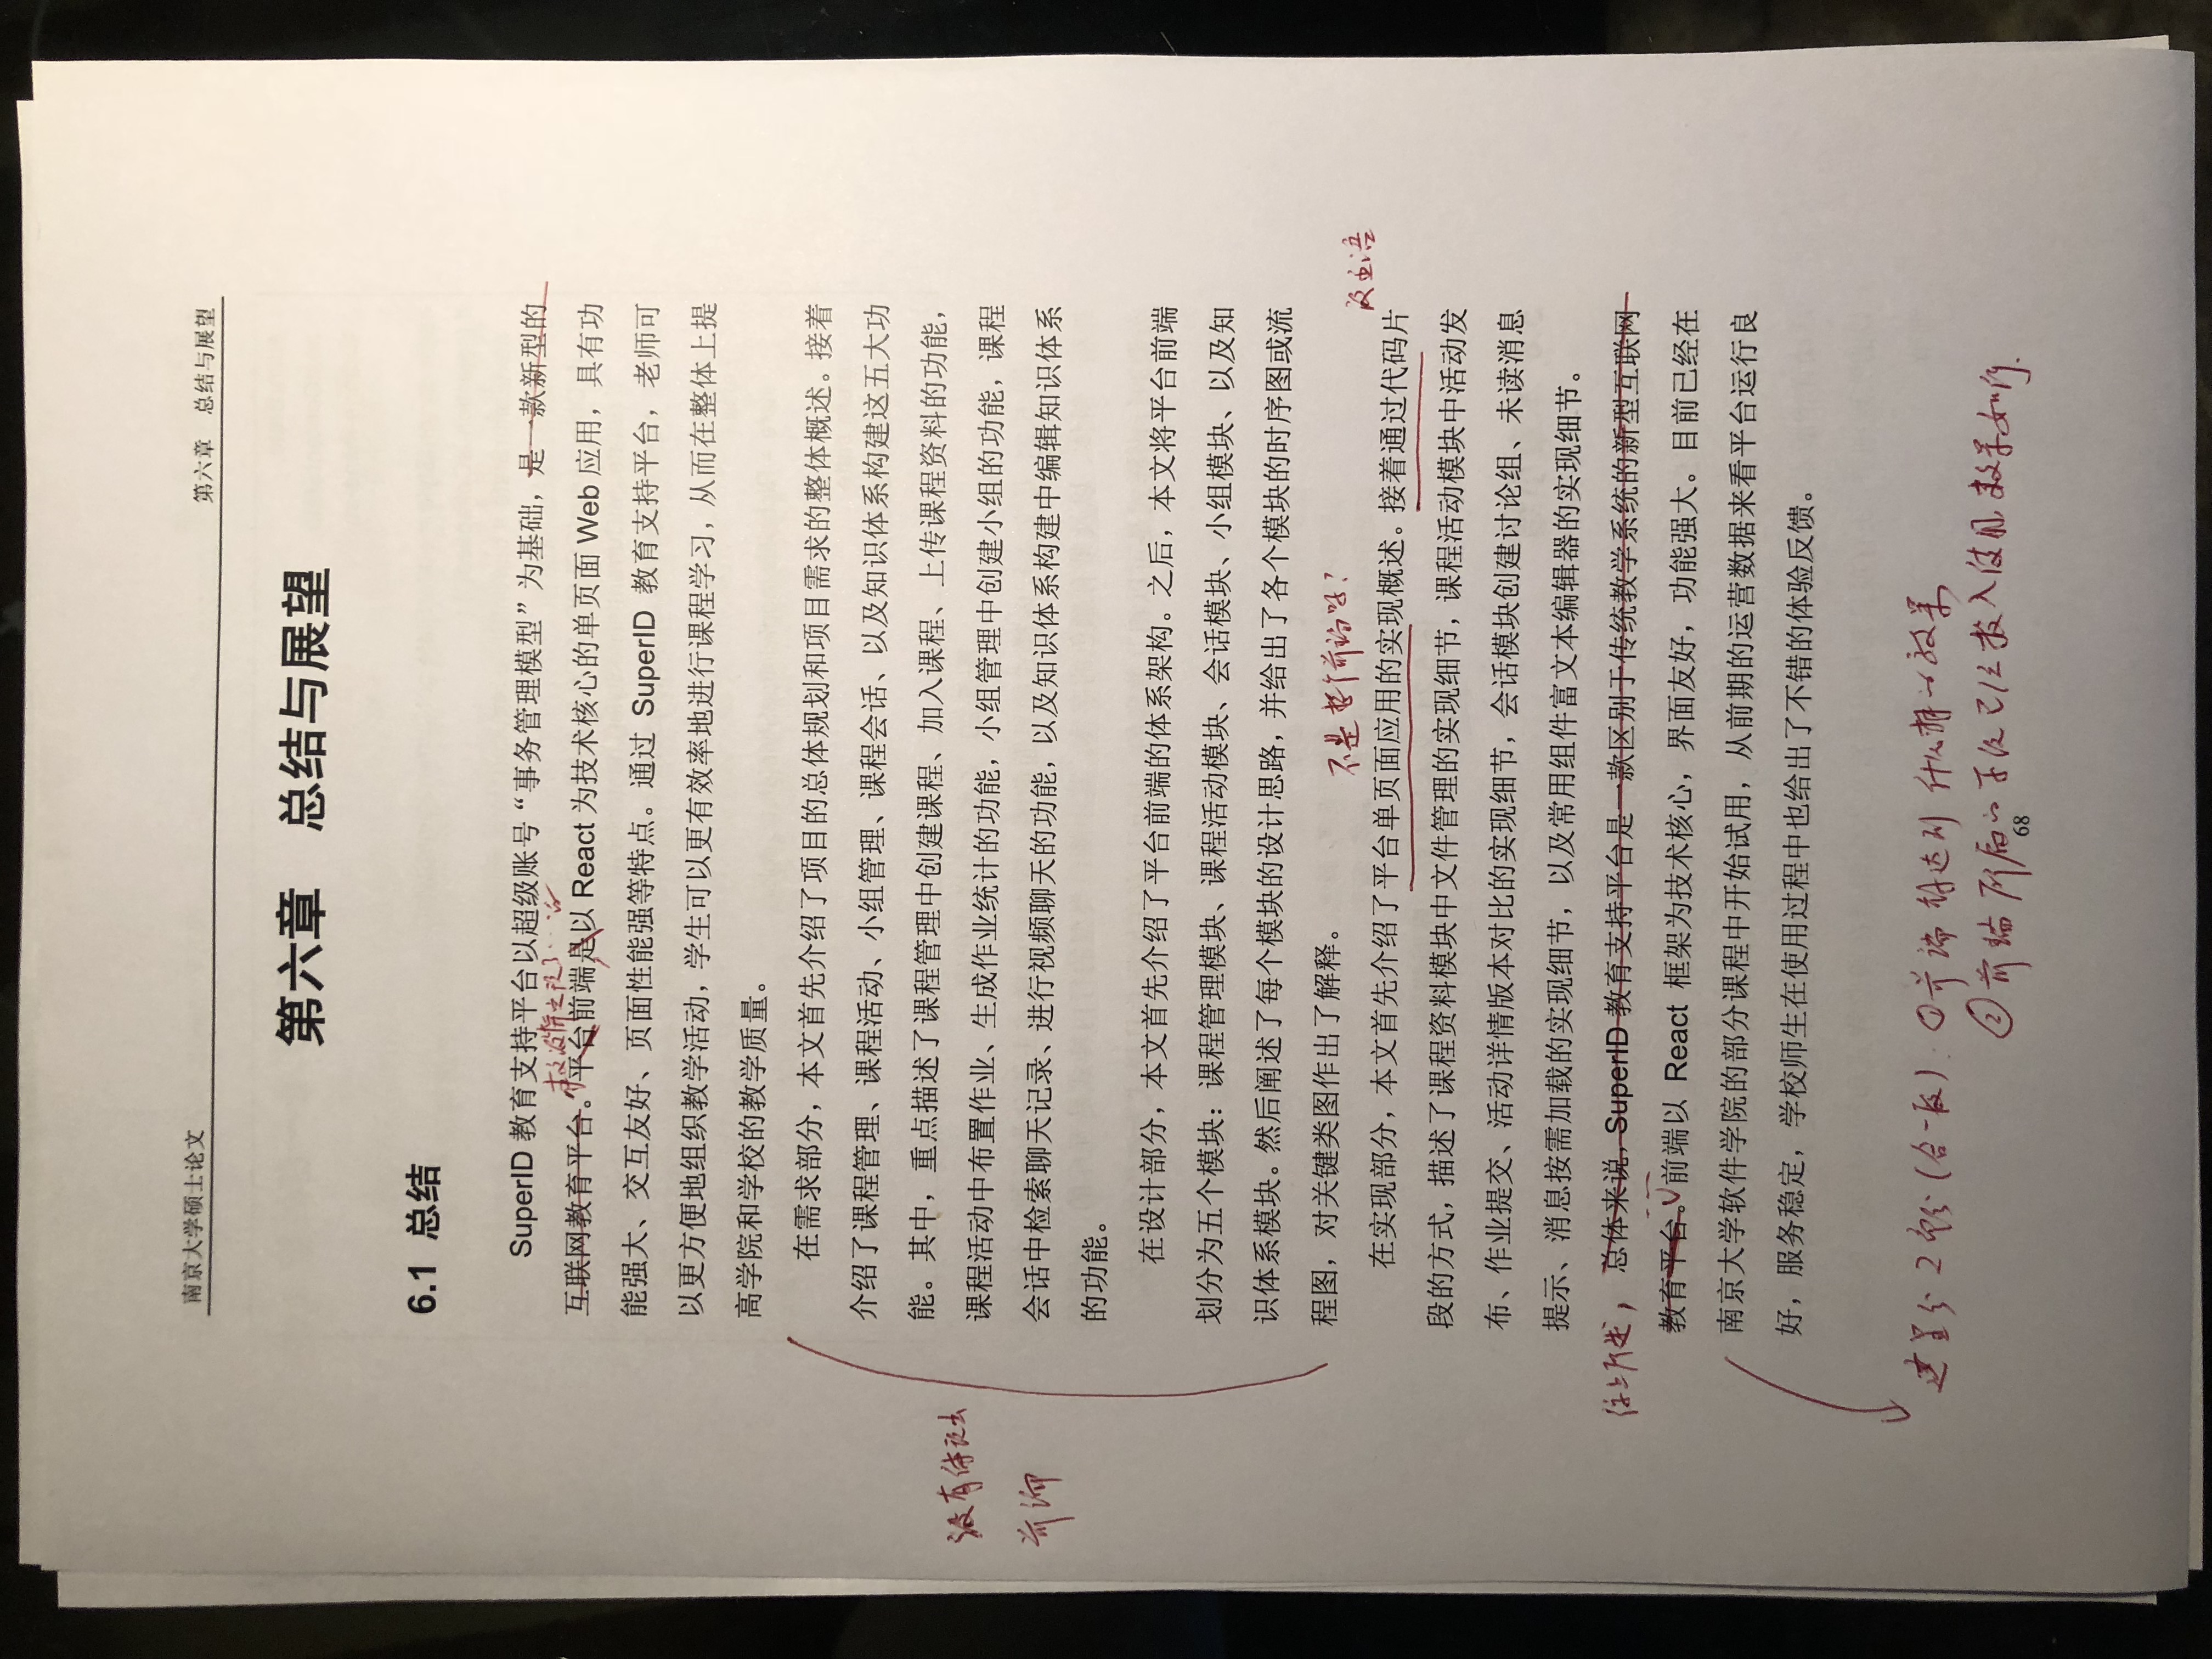 南京大学硕士论文
第六章 总结与展望
第六章 总结与展望
6.1 总结
SuperID 教育支持平台以超级账号“事务管理模型”为基础，是一款新型的
互联网教育平台。平台前端是以 React 为技术核心的单页面 Web 应用，具有功
能强大、交互友好、页面性能强等特点。通过 SuperID 教育支持平台，老师可
以更方便地组织教学活动，学生可以更有效率地进行课程学习，从而在整体上提
高学院和学校的教学质量。
在需求部分，本文首先介绍了项目的总体规划和项目需求的整体概述。接着
介绍了课程管理、课程活动、小组管理、课程会话、以及知识体系构建这五大功
能。其中，重点描述了课程管理中创建课程、加入课程、上传课程资料的功能，
没有体现出
前端
课程活动中布置作业、生成作业统计的功能，小组管理中创建小组的功能，课程
会话中检索聊天记录、进行视频聊天的功能，以及知识体系构建中编辑知识体系
的功能。
在设计部分，本文首先介绍了平台前端的体系架构。之后，本文将平台前端
划分为五个模块：课程管理模块、课程活动模块、会话模块、小组模块、以及知
识体系模块。然后阐述了每个模块的设计思路，并给出了各个模块的时序图或流
程图，对关键类图作出了解释。
不是整个前端吗？
没主语
在实现部分，本文首先介绍了平台单页面应用的实现概述。接着通过代码片
段的方式，描述了课程资料模块中文件管理的实现细节，课程活动模块中活动发
布、作业提交、活动详情版本对比的实现细节，会话模块创建讨论组、未读消息
提示、消息按需加载的实现细节，以及常用组件富文本编辑器的实现细节。
综上所述，
总体来说，SuperID 教育支持平台是一款区别于传统教学系统的新型互联网
教育平台。前端以 React 框架为技术核心，界面友好，功能强大。目前已经在
南京大学软件学院的部分课程中开始试用，从前期的运营数据来看平台运行良
好，服务稳定，学校师生在使用过程中也给出了不错的体验反馈。
这里分2部分（合一段）：①前端 达到 什么样的效果
②前端所属的系统已经投入使用，效果如何.
68